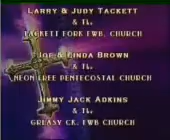 LARRY & JUDY TACKETT
& The
TACKETT FORK FWB. CHURCH
JOE & LINDA BROWN
& The
NEON FREE PENTECOSTAL CHURCH
JIMMY JACK ADKINS
& The
GREASY CK. FWB CHURCH